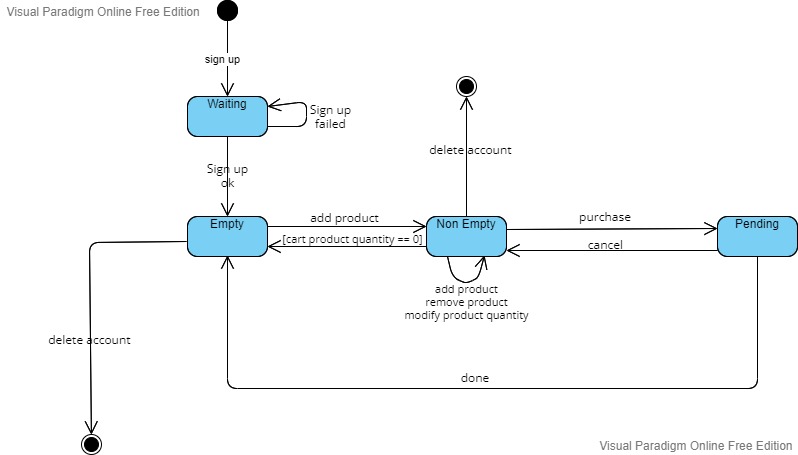 Visual Paradigm Online Free Edition
sign up
Waiting
Sign up
failed
delete account
Sign up
ok
Empty
add product
Non Empty
purchase
Pending
[cart product quantity == 0]
cancel
add product
remove product
modify product quantity
delete account
done
Visual Paradigm Online Free Edition